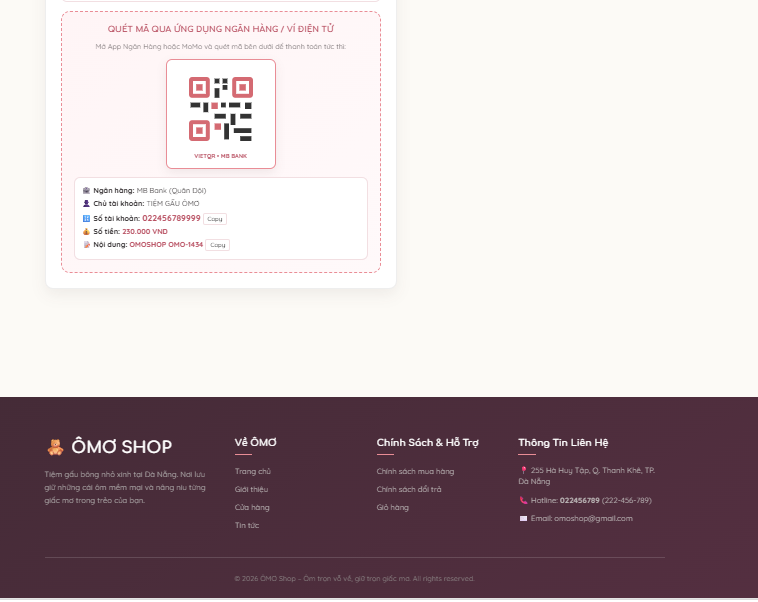 QUÉT MÃ QUA ỨNG DỤNG NGÂN HÀNG / VÍ ĐIỆN TỬ
Mở App Ngân Hàng hoặc MoMo và quét mã bên dưới để thanh toán tức thì:
VIETQR • MB BANK
Ngân hàng: MB Bank (Quân Đội)
Chủ tài khoản: TIỆM GẤU ÔMƠ
Số tài khoản: 022456789999 Copy
Số tiền: 230.000 VND
Nội dung: OMOSHOP OMO-1434 Copy
ÔMƠ SHOP
Tiệm gấu bông nhỏ xinh tại Đà Nẵng. Nơi lưu
giữ những cái ôm mềm mại và nâng niu từng
giấc mơ trong trẻo của bạn.
Về ÔMƠ
Trang chủ
Giới thiệu
Cửa hàng
Tin tức
Chính Sách & Hỗ Trợ
Chính sách mua hàng
Chính sách đổi trả
Giỏ hàng
Thông Tin Liên Hệ
255 Hà Huy Tập, Q. Thanh Khê, TP.
Đà Nẵng
Hotline: 022456789 (222-456-789)
Email: omoshop@gmail.com
© 2026 ÔMƠ Shop – Ôm trọn vỗ về, giữ trọn giấc mơ. All rights reserved.